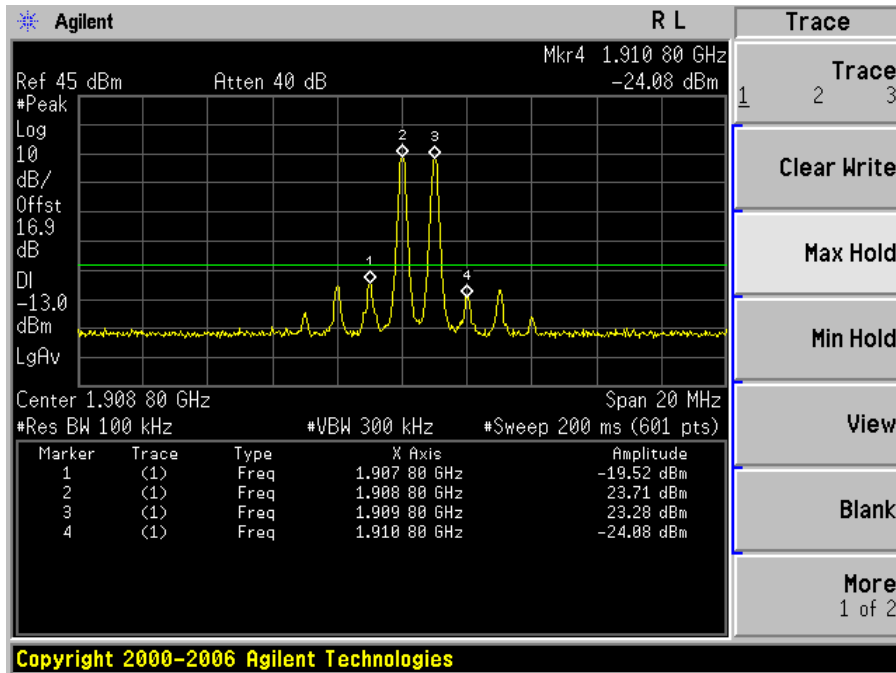 Agilent
R L
Trace
Mkr4 1.910 80 GHz
Ref 45 dBm Atten 40 dB -24.08 dBm
#Peak
Log
10
dB/
Offst
16.9
dB
DI
-13.0
dBm
LgAv
1
2
3
4
Center 1.908 80 GHz Span 20 MHz
#Res BW 100 kHz #VBW 300 kHz #Sweep 200 ms (601 pts)
Marker Trace Type X Axis Amplitude
1 (1) Freq 1.907 80 GHz -19.52 dBm
2 (1) Freq 1.908 80 GHz 23.71 dBm
3 (1) Freq 1.909 80 GHz 23.28 dBm
4 (1) Freq 1.910 80 GHz -24.08 dBm
Trace
1 2 3
Clear Write
Max Hold
Min Hold
View
Blank
More
1 of 2
Copyright 2000-2006 Agilent Technologies